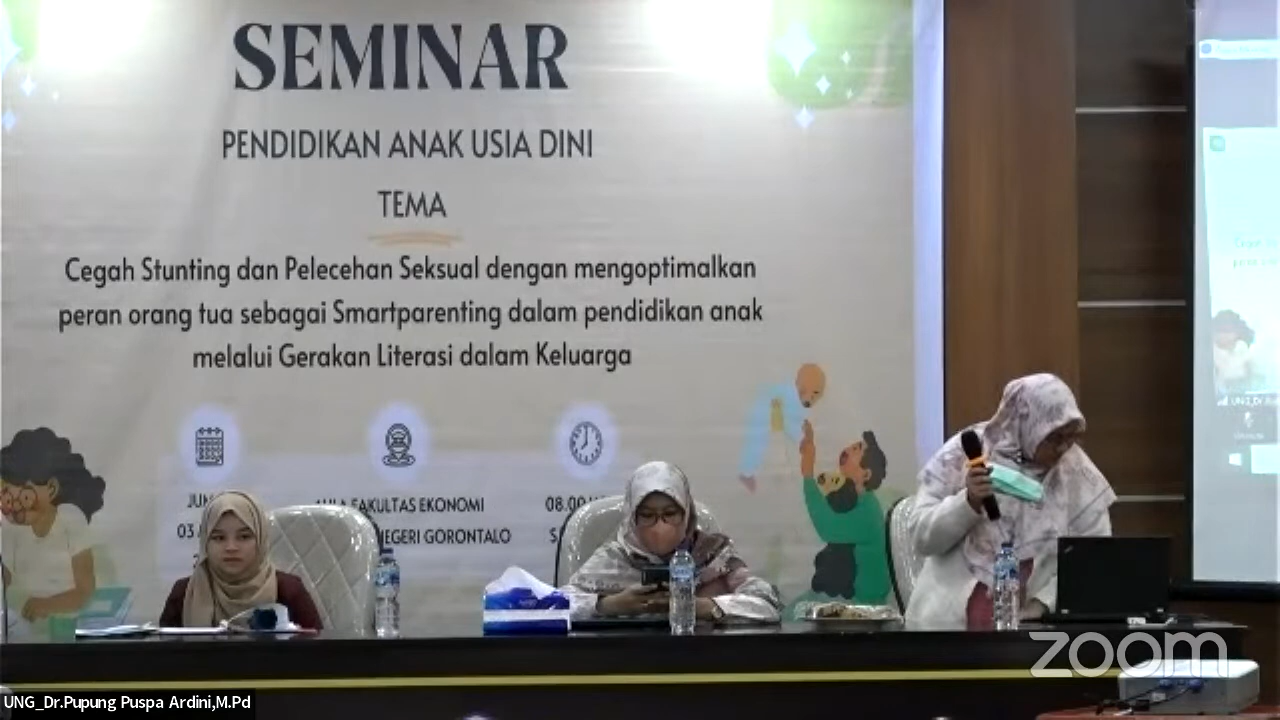 SEMINAR
PENDIDIKAN ANAK USIA DINI
TEMA
Cegah Stunting dan Pelecehan Seksual dengan mengoptimalkan
peran orang tua sebagai Smartparenting dalam pendidikan anak
melalui Gerakan Literasi dalam Keluarga
FAKULTAS EKONOMI
08.00
03
NEGERI GORONTALO
zoom
UNG_Dr.Pupung Puspa Ardini,M.Pd